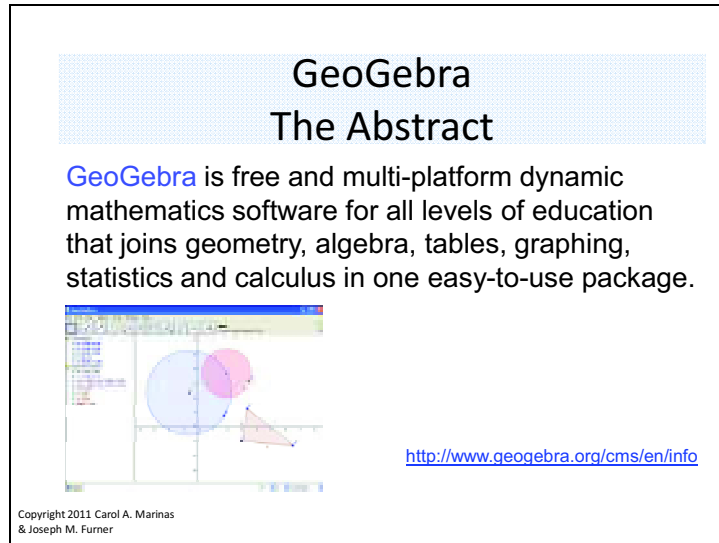 GeoGebra
The Abstract
GeoGebra is free and multi-platform dynamic
mathematics software for all levels of education
that joins geometry, algebra, tables, graphing,
statistics and calculus in one easy-to-use package.
http://www.geogebra.org/cms/en/info
Copyright 2011 Carol A. Marinas
& Joseph M. Furner